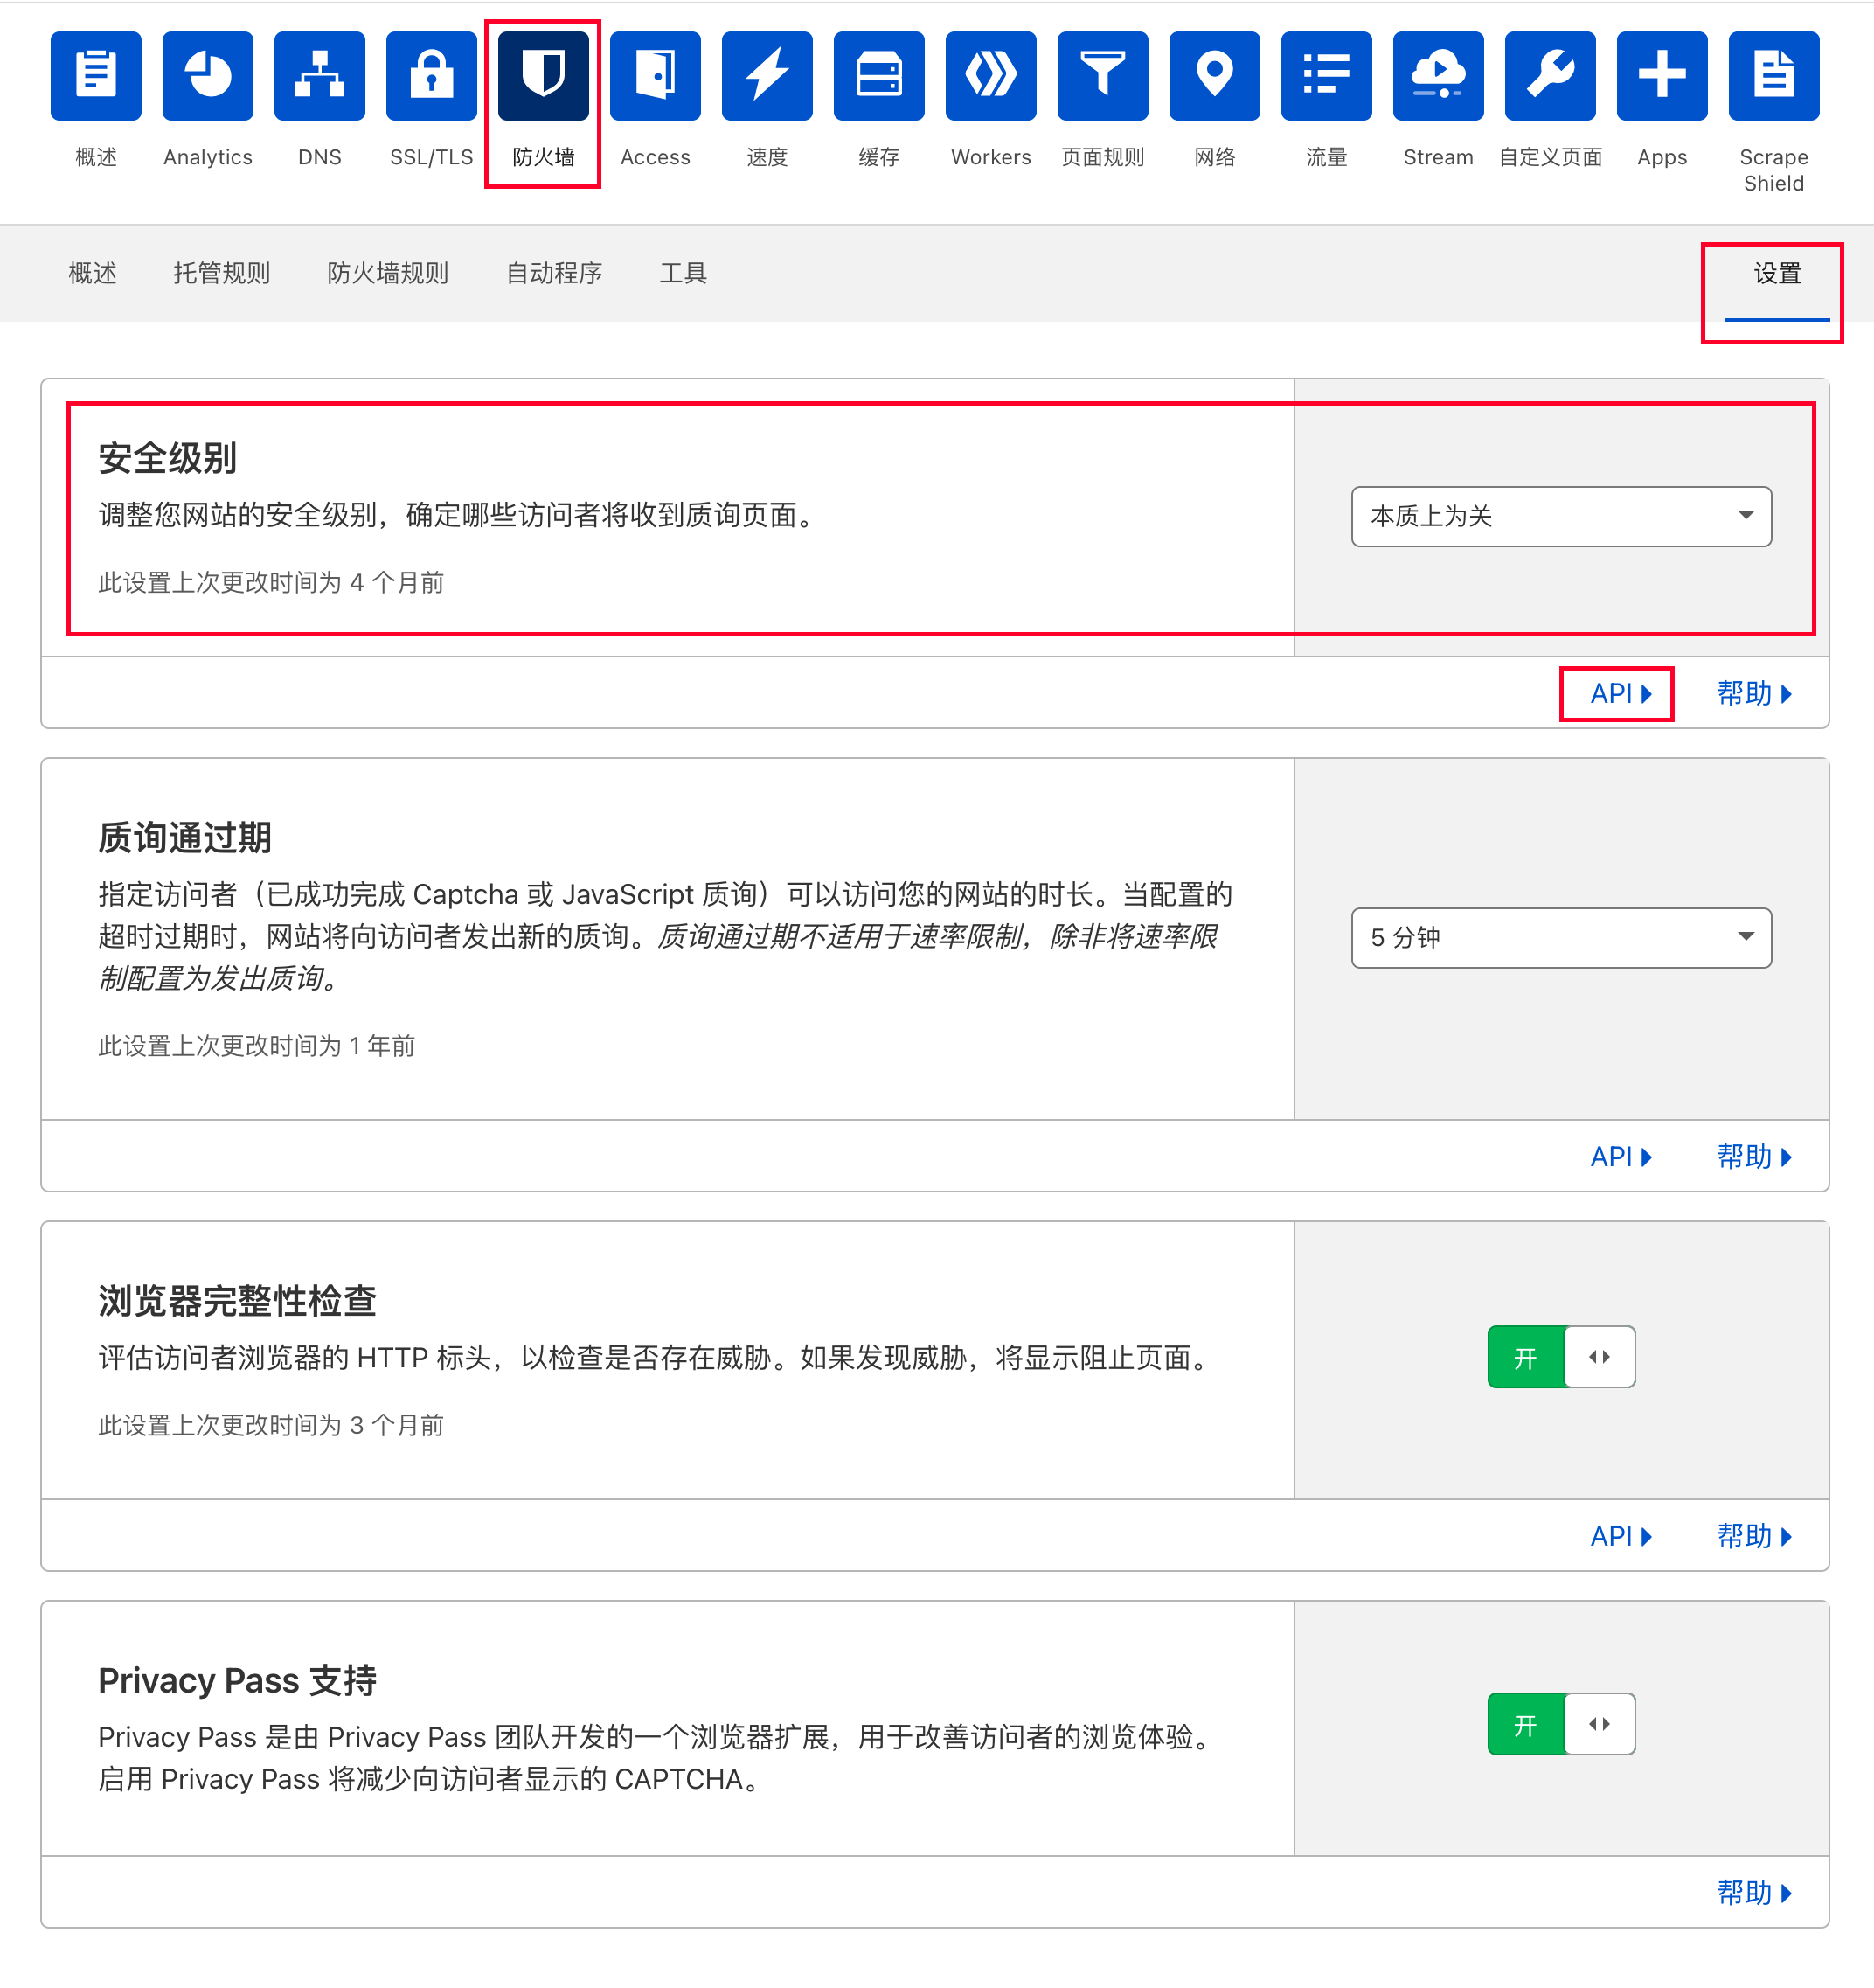 概述
Analytics
DNS
SSL/TLS
防火墙
Access
速度
缓存
Workers
页面规则
网络
流量
Stream
自定义页面
Apps
Scrape
Shield
概述
托管规则
防火墙规则
自动程序
工具
设置
安全级别
调整您网站的安全级别，确定哪些访问者将收到质询页面。
此设置上次更改时间为 4 个月前
本质上为关
API
帮助
质询通过期
指定访问者（已成功完成 Captcha 或 JavaScript 质询）可以访问您的网站的时长。当配置的
超时过期时，网站将向访问者发出新的质询。质询通过期不适用于速率限制，除非将速率限
制配置为发出质询。
此设置上次更改时间为 1 年前
5 分钟
API
帮助
浏览器完整性检查
评估访问者浏览器的 HTTP 标头，以检查是否存在威胁。如果发现威胁，将显示阻止页面。
此设置上次更改时间为 3 个月前
开
API
帮助
Privacy Pass 支持
Privacy Pass 是由 Privacy Pass 团队开发的一个浏览器扩展，用于改善访问者的浏览体验。
启用 Privacy Pass 将减少向访问者显示的 CAPTCHA。
开
帮助